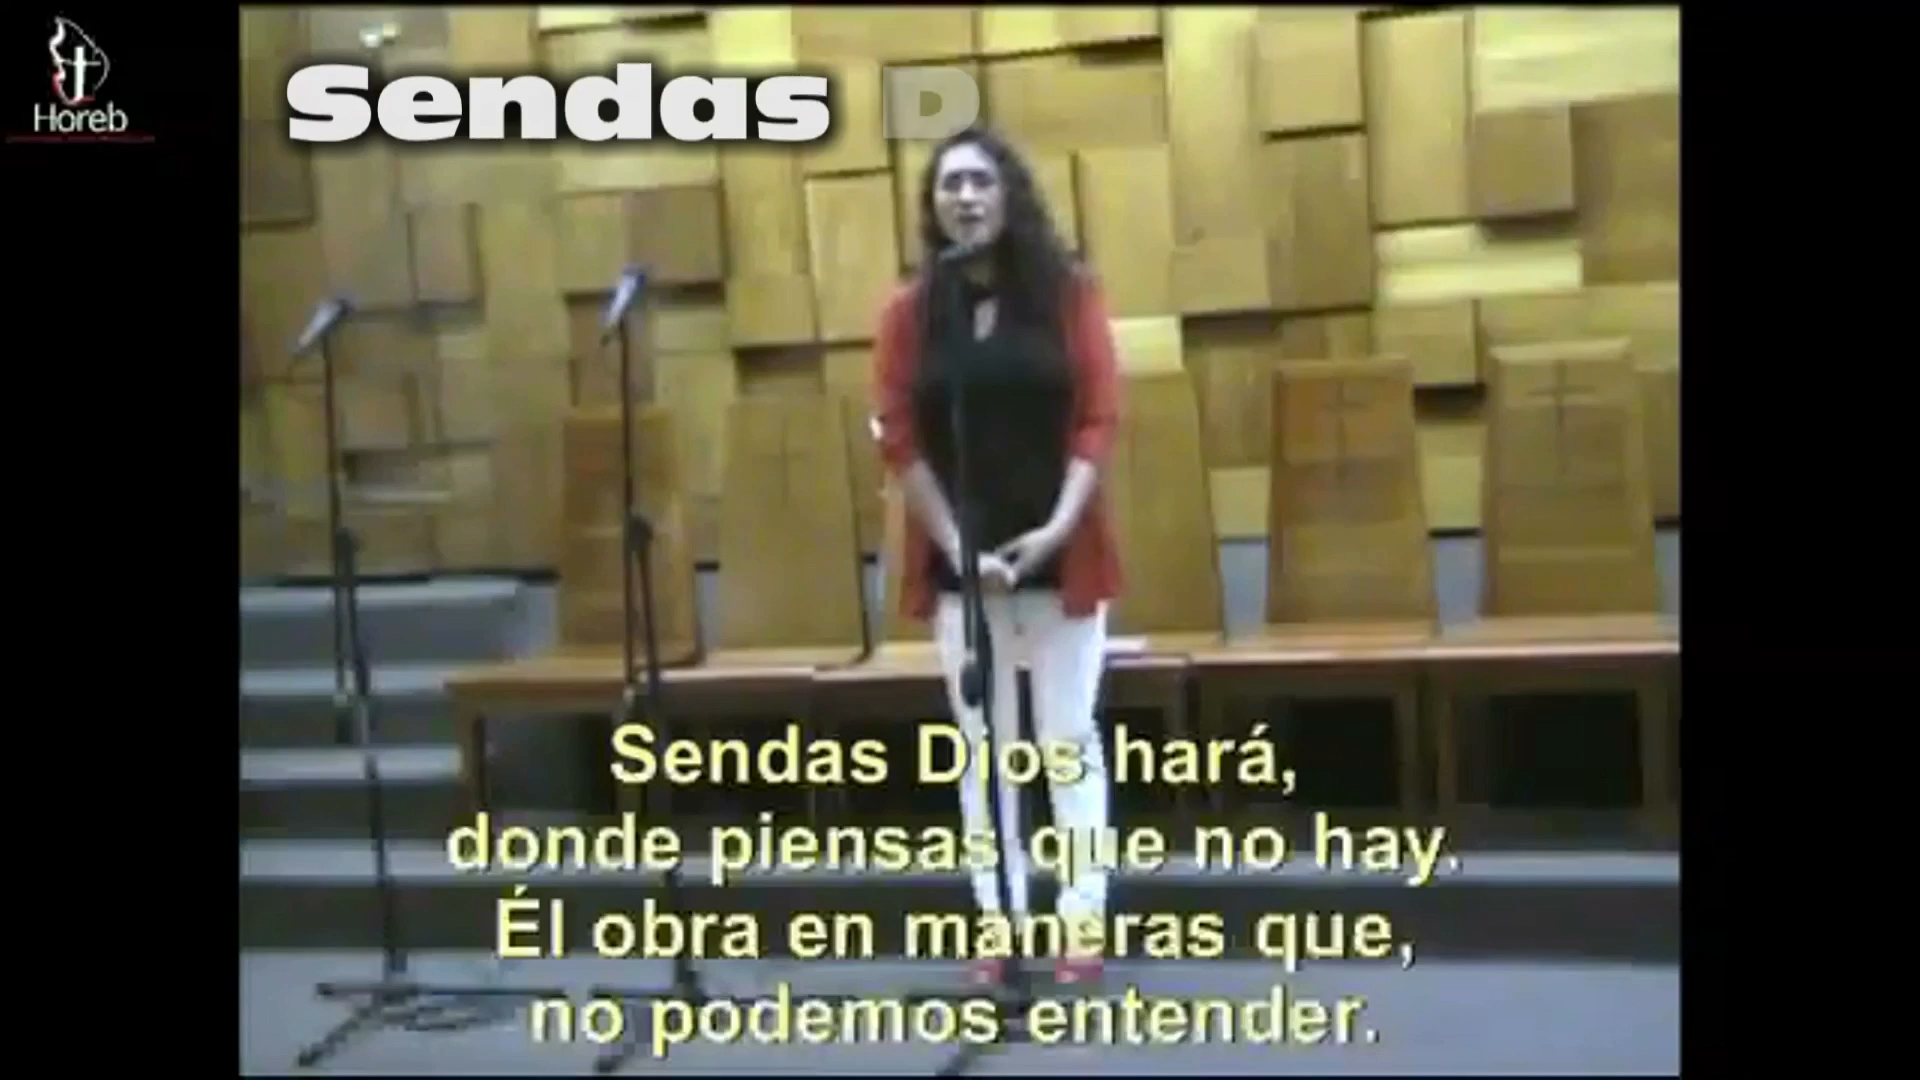 Horeb
Sendas D
Sendas Dios hará,
donde piensas que no hay.
Él obra en maneras que,
no podemos entender.